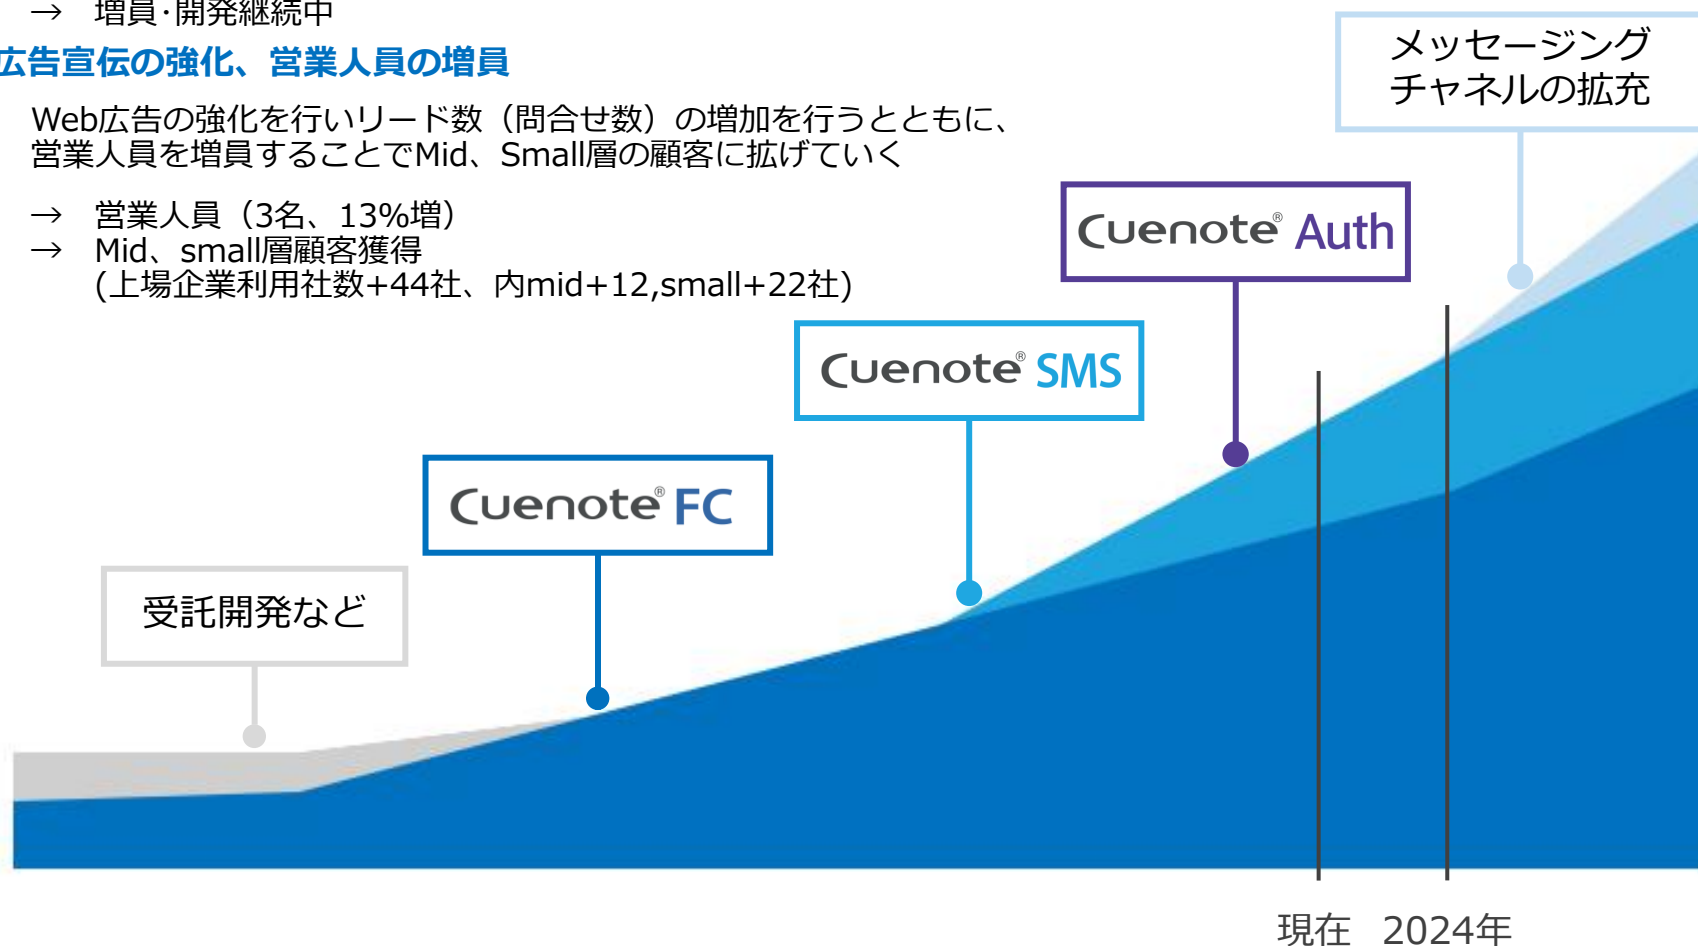 → 増員･開発継続中
広告宣伝の強化、営業人員の増員
Web広告の強化を行いリード数（問合せ数）の増加を行うとともに、
営業人員を増員することでMid、Small層の顧客に拡げていく
→ 営業人員（3名、13%増）
→ Mid、small層顧客獲得
(上場企業利用社数+44社、内mid+12,small+22社)
メッセージング
チャネルの拡充
Cuenote® Auth
Cuenote® SMS
Cuenote® FC
受託開発など
現在 2024年